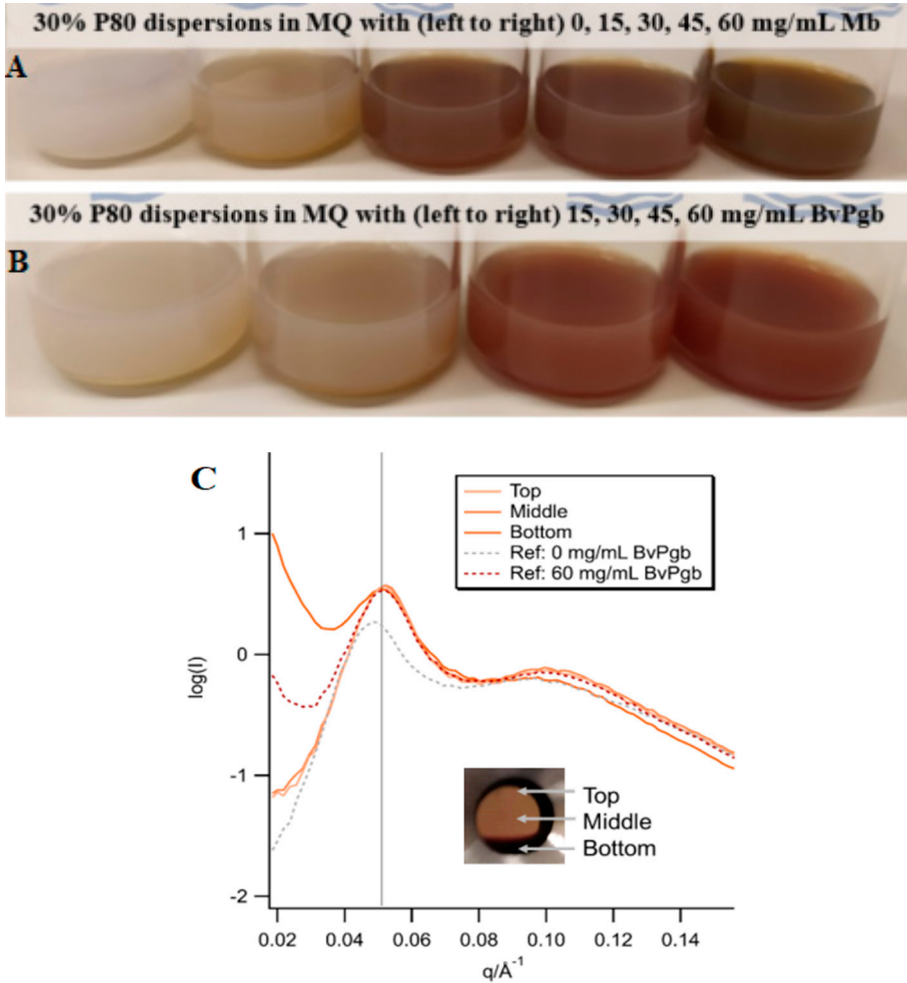 30% P80 dispersions in MQ with (left to right) 0, 15, 30, 45, 60 mg/mL Mb
A
30% P80 dispersions in MQ with (left to right) 15, 30, 45, 60 mg/mL BvPgb
B
C
Top
Middle
Bottom
Ref: 0 mg/mL BvPgb
Ref: 60 mg/mL BvPgb
1
0
-1
-2
log(I)
Top
Middle
Bottom
0.02 0.04 0.06 0.08 0.10 0.12 0.14
q/Å⁻¹